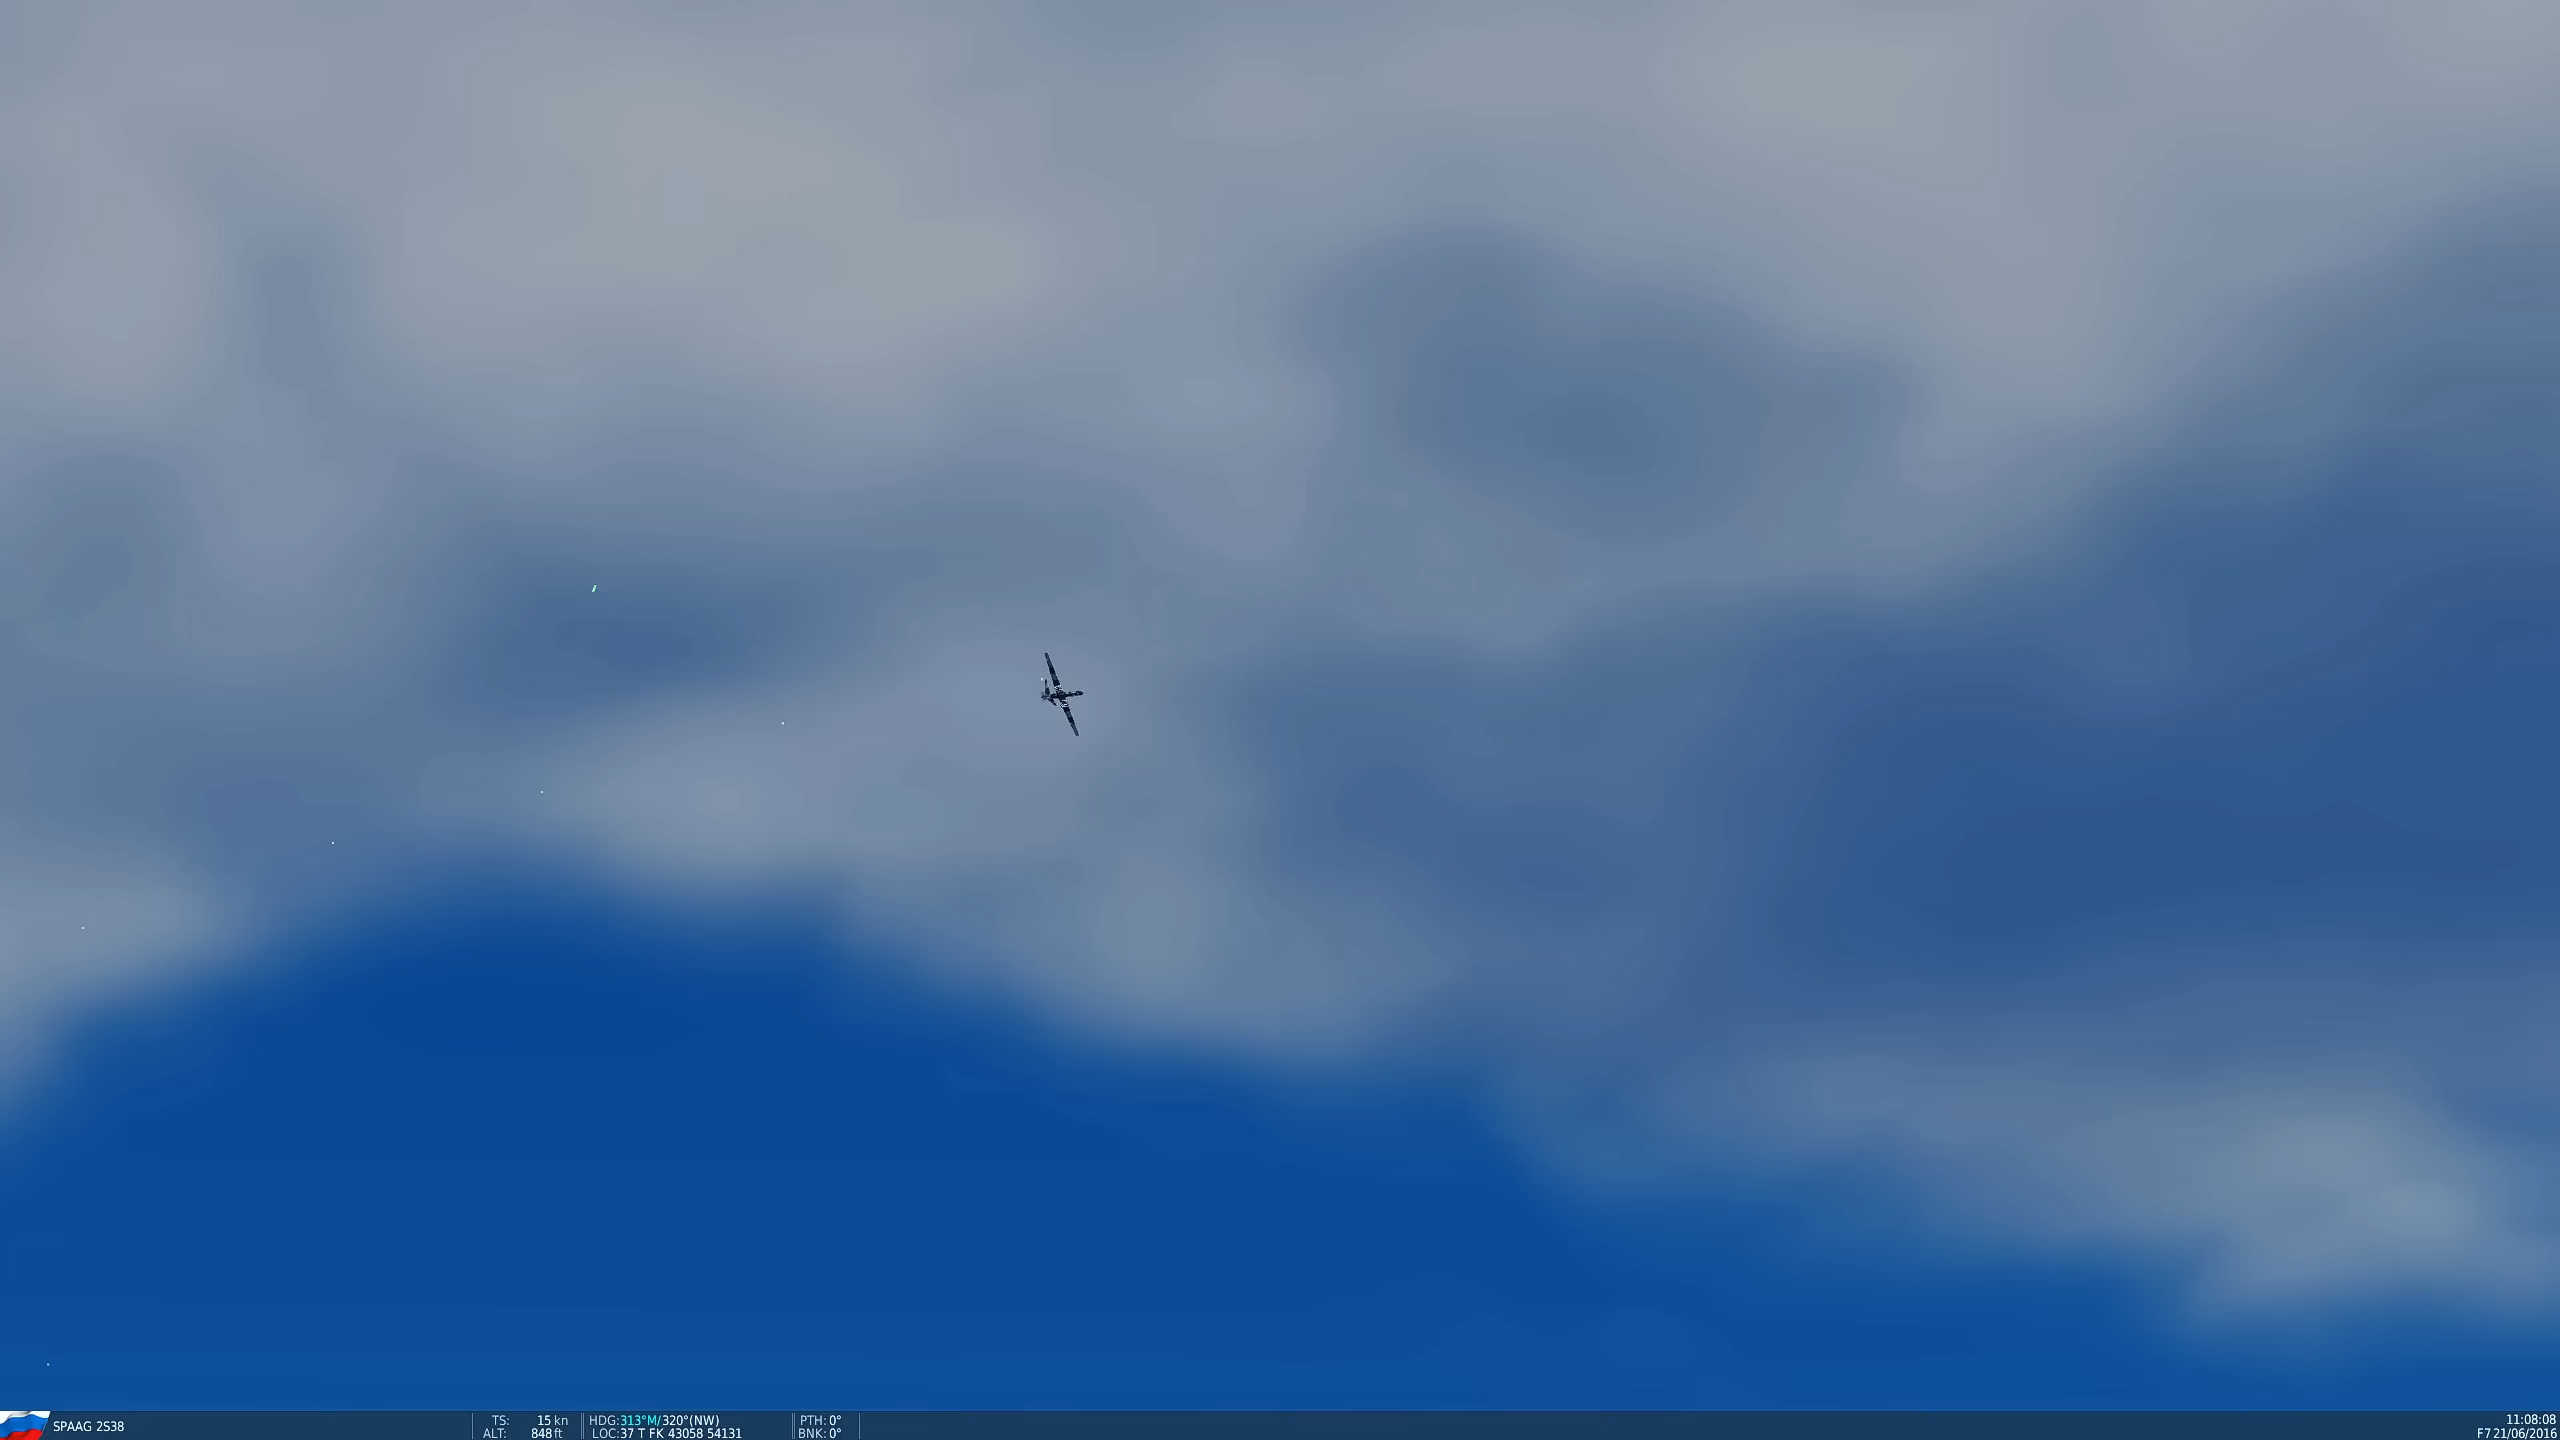 SPAAG 2S38
TS: 15 kn
ALT: 848 ft
HDG:313°M/320°(NW)
LOC:37 T FK 43058 54131
PTH: 0°
BNK: 0°
11:08:08
F7 21/06/2016